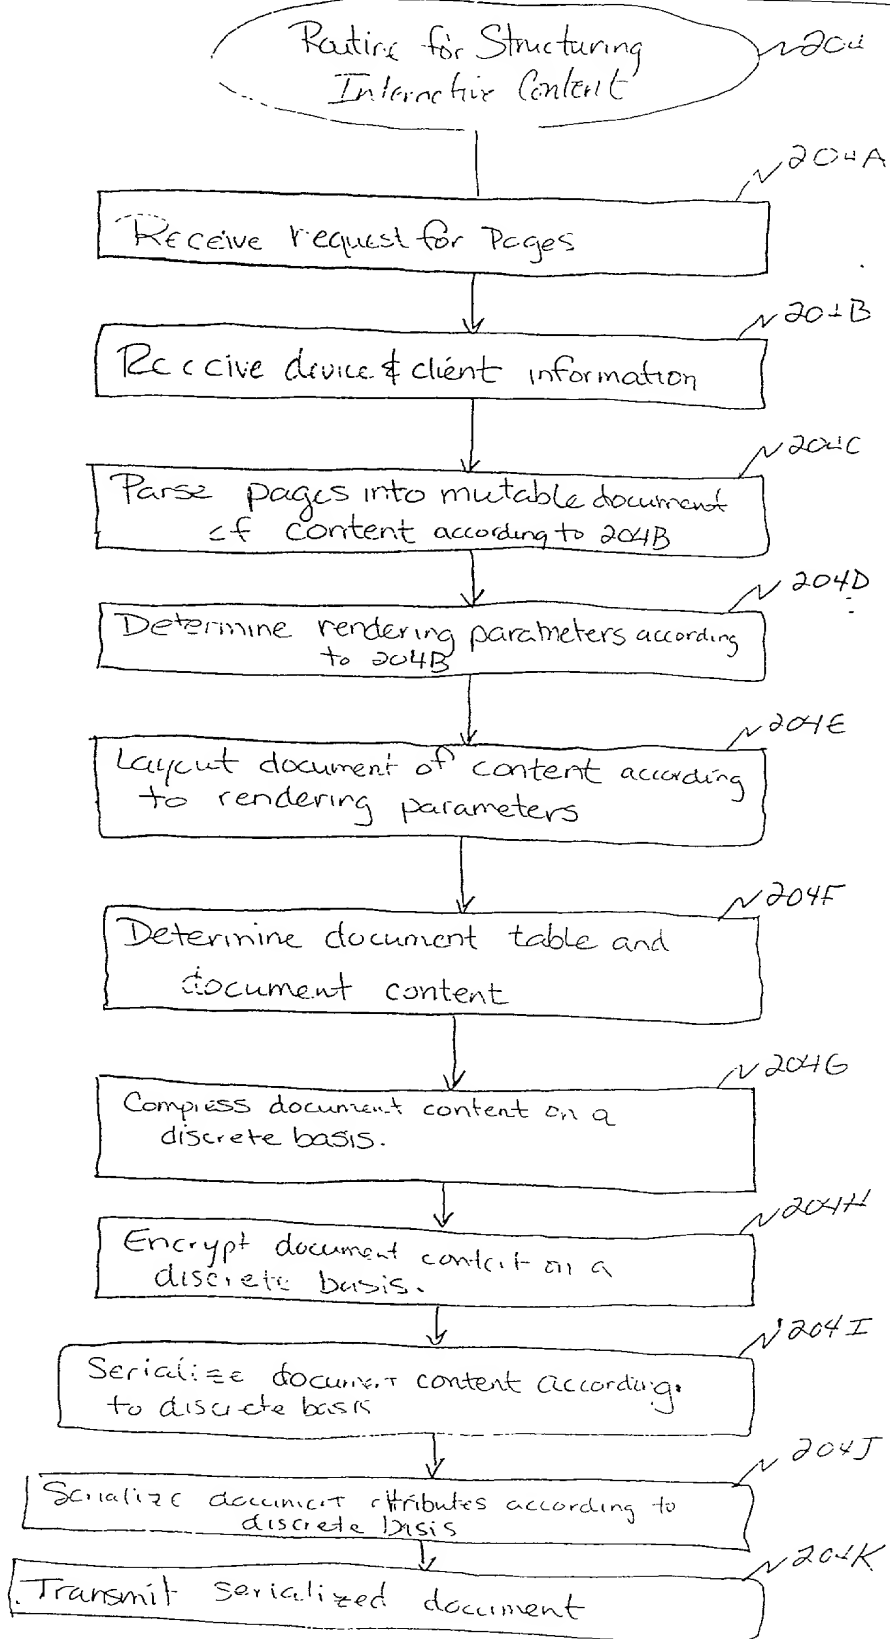 Routine for Structuring
Interactive Content
204
204A
Receive request for Pages
204B
Receive device & client information
204C
Parse pages into mutable document
of content according to 204B
204D
Determine rendering parameters according
to 204B
204E
Layout document of content according
to rendering parameters
204F
Determine document table and
document content
204G
Compress document content on a
discrete basis.
204H
Encrypt document content on a
discrete basis.
204I
Serialize document content according
to discrete basis
204J
Serialize document attributes according to
discrete basis
204K
Transmit serialized document